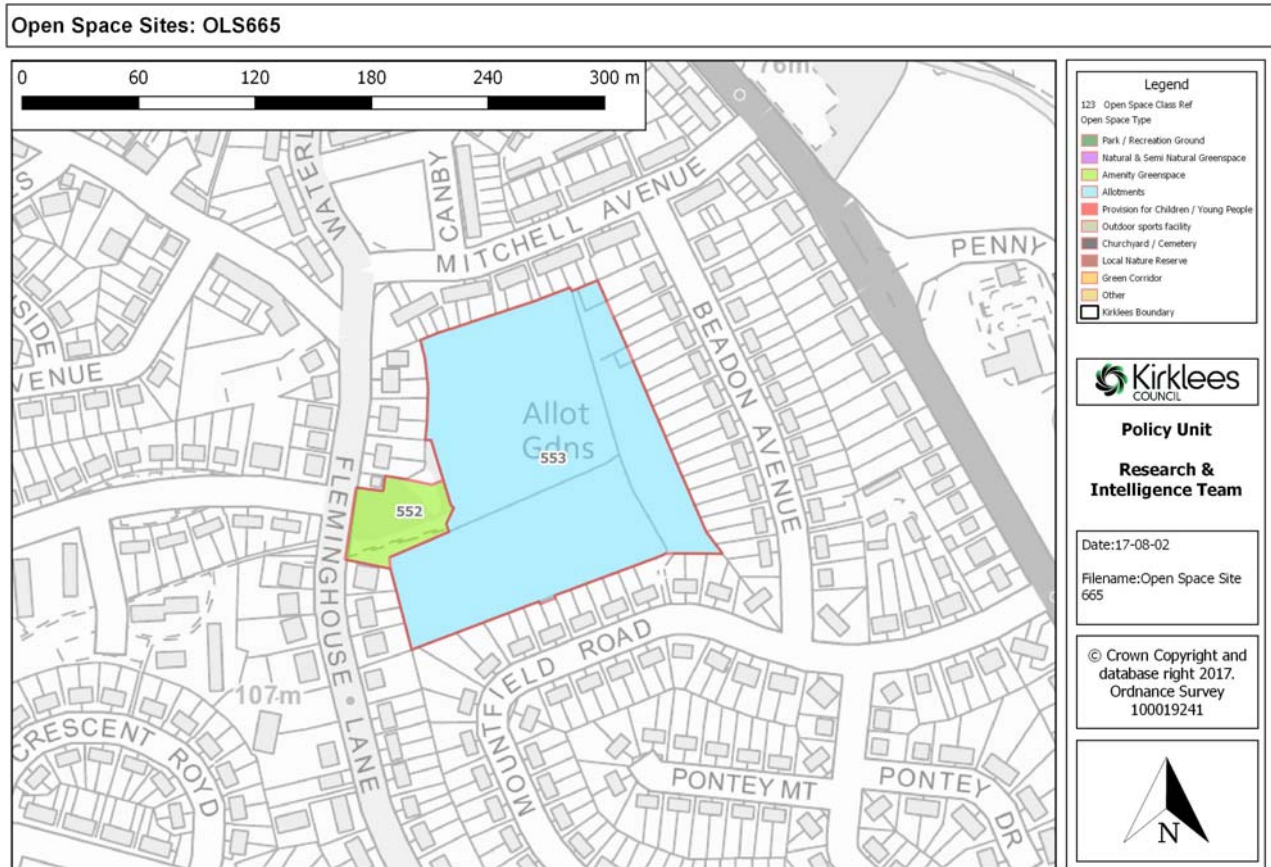 Open Space Sites: OLS665
0 60 120 180 240 300 m
76m
WATERL
CANBY
MITCHELL AVENUE
PENNY
SIDE
VENUE
BEADON AVENUE
Allot
Gdns
553
552
FLEMINGHOUSE LANE
MOUNTFIELD ROAD
107m
CRESCENT ROYD
PONTEY MT
PONTEY DR
Legend
123 Open Space Class Ref
Open Space Type
Park / Recreation Ground
Natural & Semi Natural Greenspace
Amenity Greenspace
Allotments
Provision for Children / Young People
Outdoor sports facility
Churchyard / Cemetery
Local Nature Reserve
Green Corridor
Other
Kirklees Boundary
Kirklees
COUNCIL
Policy Unit
Research &
Intelligence Team
Date:17-08-02
Filename:Open Space Site
665
© Crown Copyright and
database right 2017.
Ordnance Survey
100019241
N